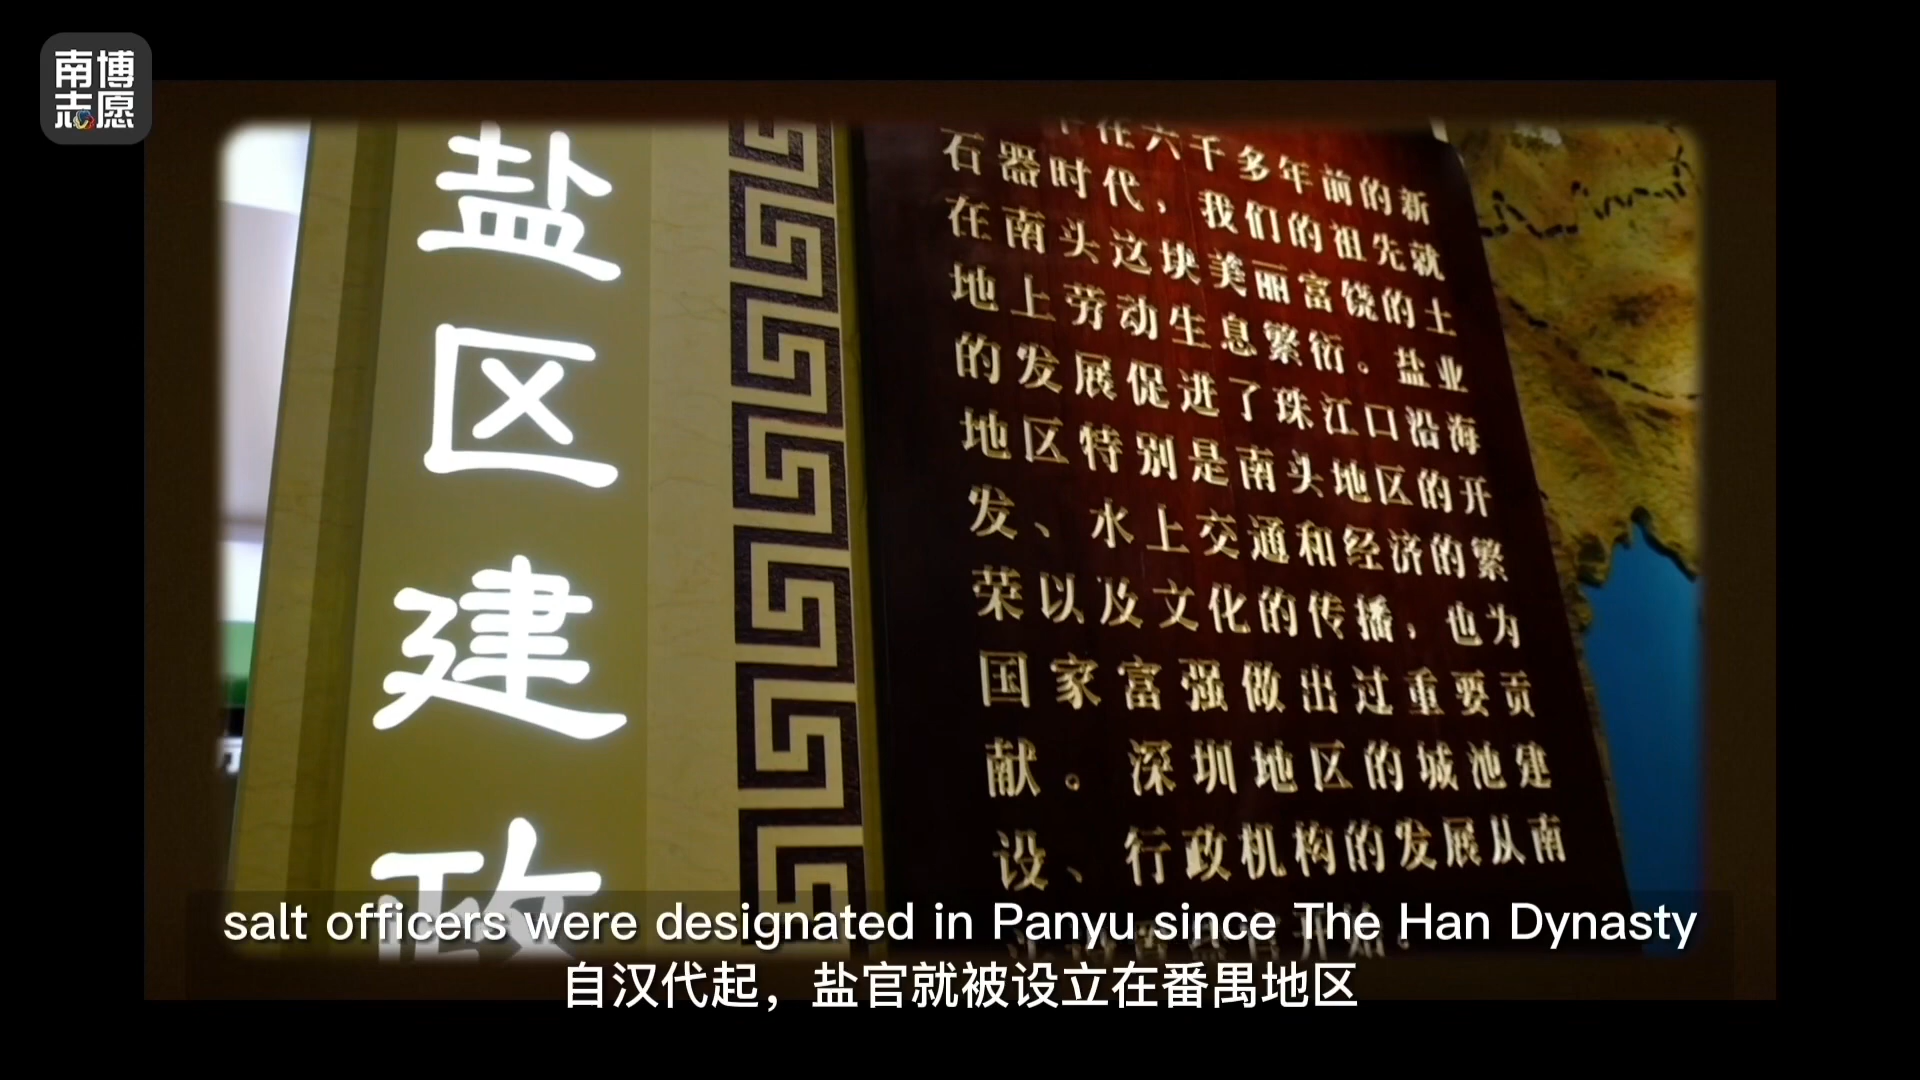 南博
志愿
盐区建政
早在六千多年前的新
石器时代，我们的祖先就
在南头这块美丽富饶的土
地上劳动生息繁衍。盐业
的发展促进了珠江口沿海
地区特别是南头地区的开
发、水上交通和经济的繁
荣以及文化的传播，也为
国家富强做出过重要贡
献。深圳地区的城池建
设、行政机构的发展从南
salt officers were designated in Panyu since The Han Dynasty
自汉代起，盐官就被设立在番禺地区